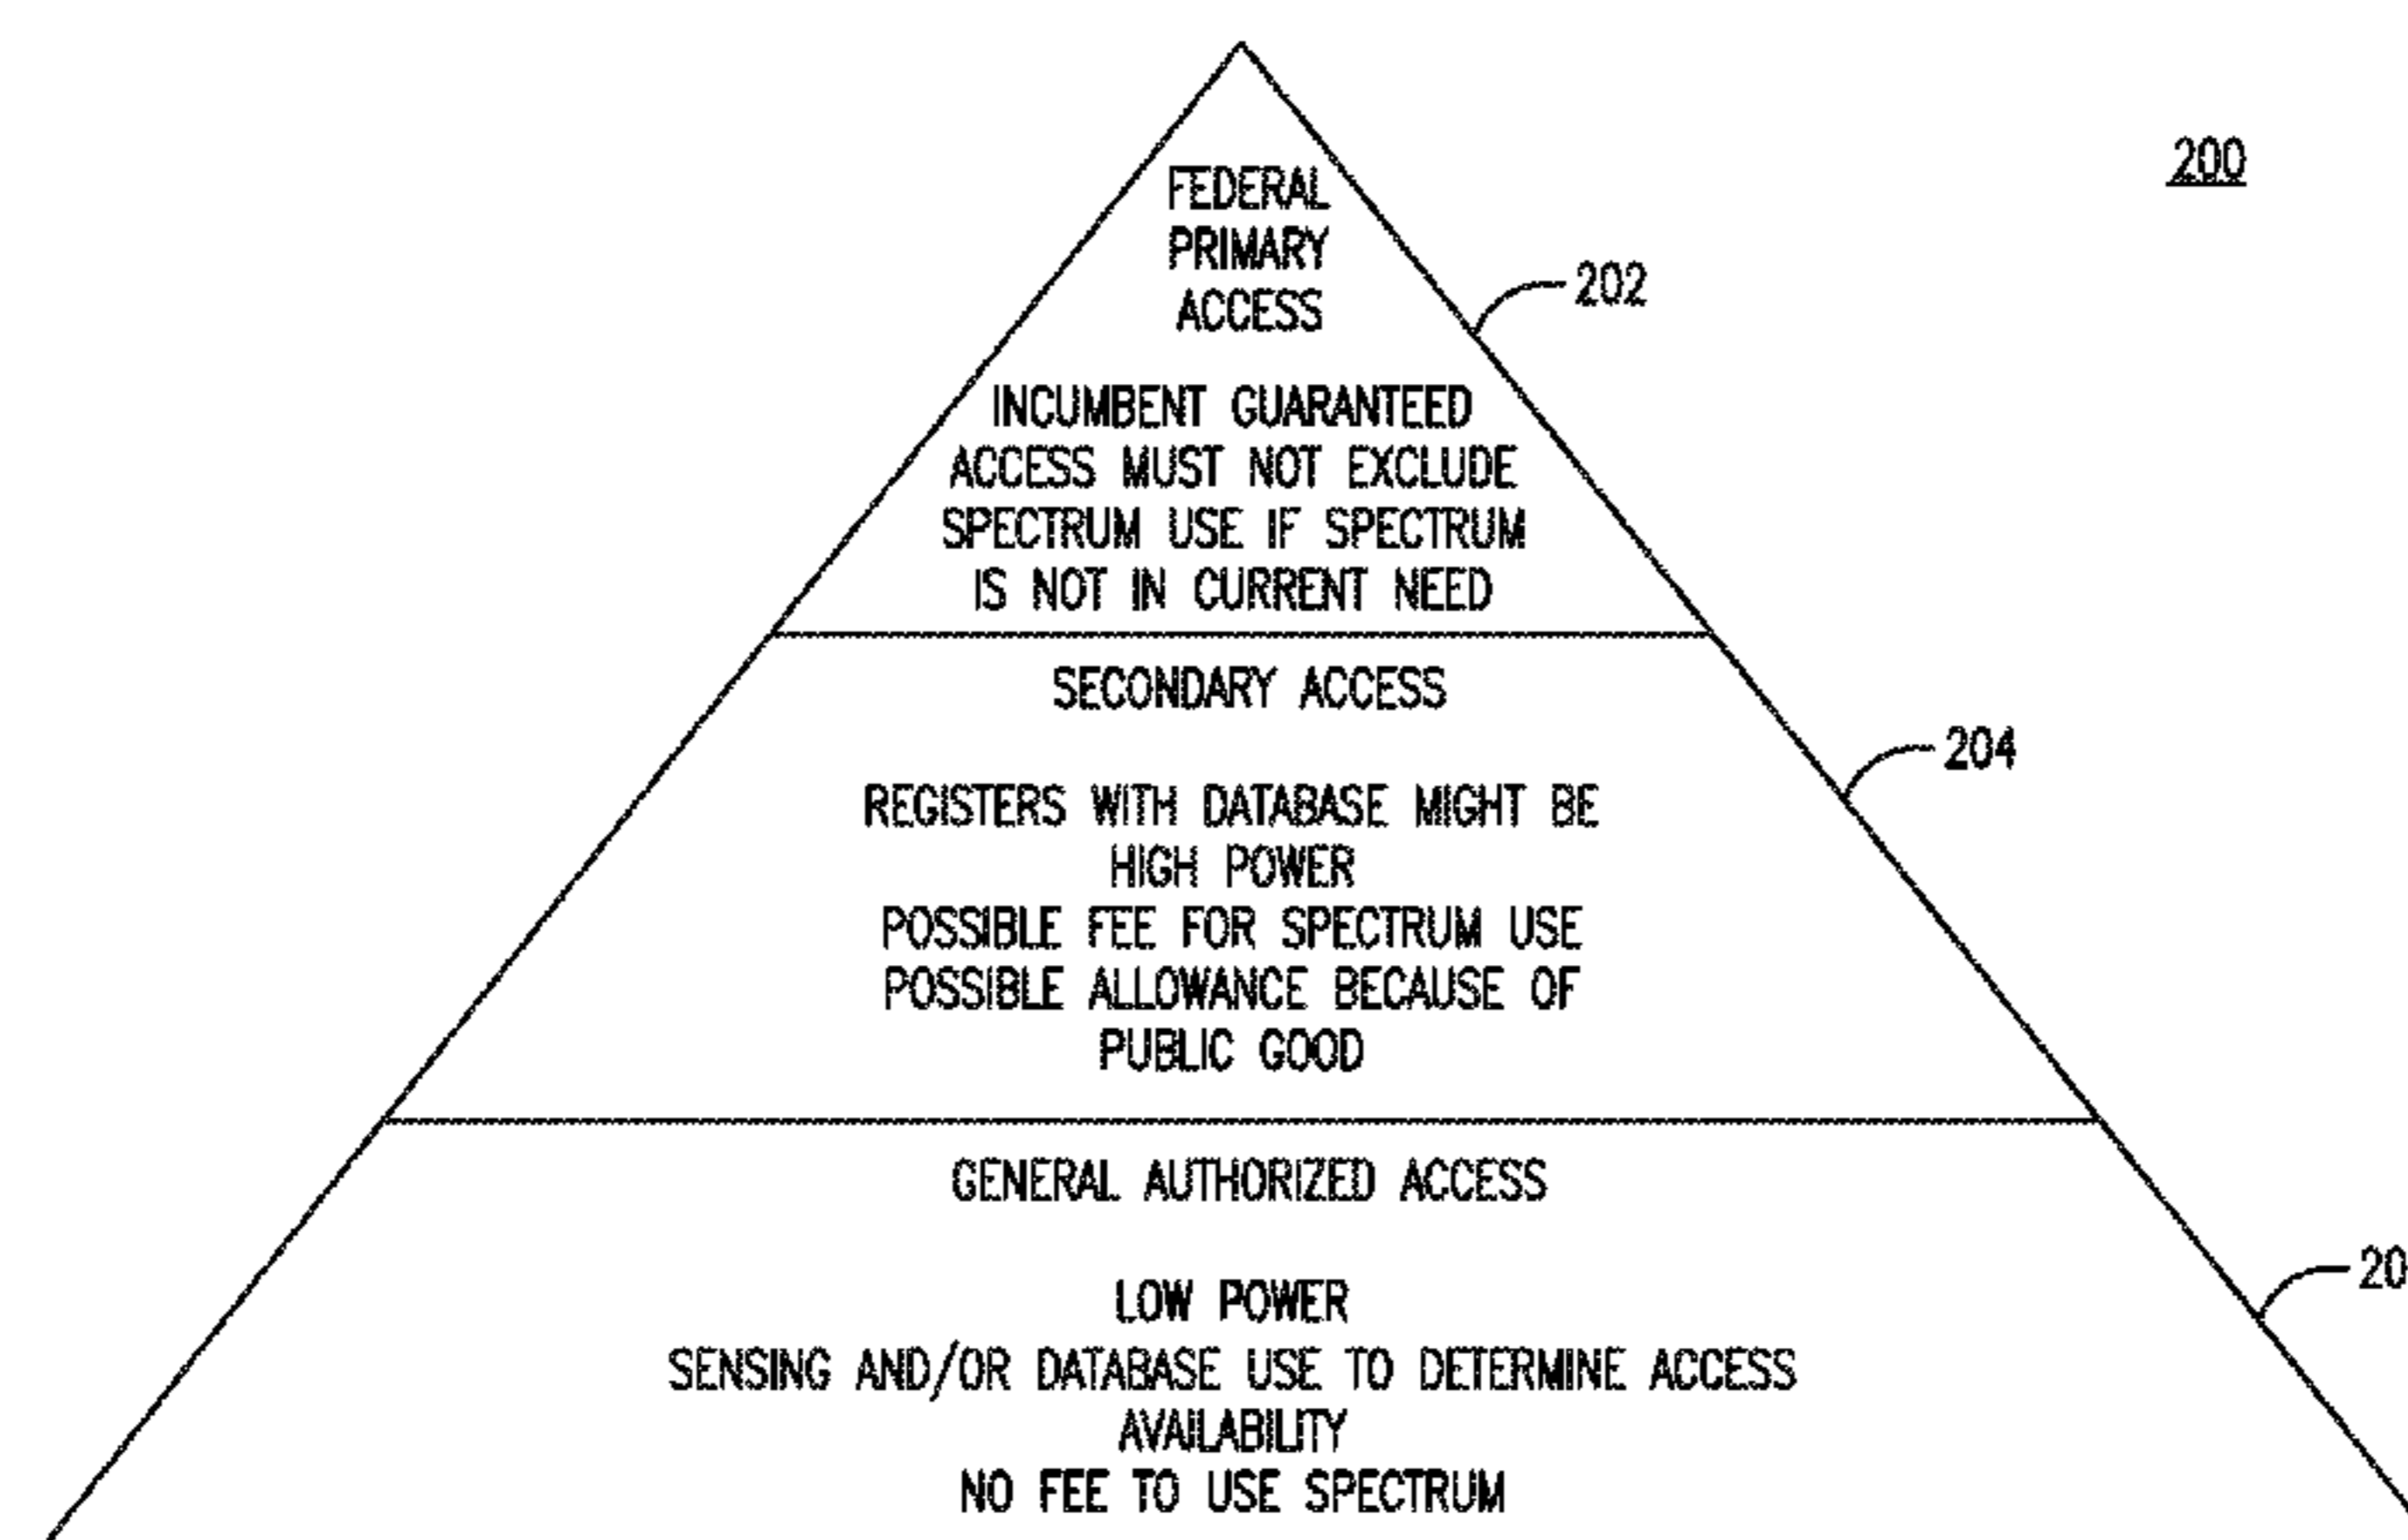 200
FEDERAL
PRIMARY
ACCESS
202
INCUMBENT GUARANTEED
ACCESS MUST NOT EXCLUDE
SPECTRUM USE IF SPECTRUM
IS NOT IN CURRENT NEED
SECONDARY ACCESS
204
REGISTERS WITH DATABASE MIGHT BE
HIGH POWER
POSSIBLE FEE FOR SPECTRUM USE
POSSIBLE ALLOWANCE BECAUSE OF
PUBLIC GOOD
GENERAL AUTHORIZED ACCESS
LOW POWER
SENSING AND/OR DATABASE USE TO DETERMINE ACCESS
AVAILABILITY
NO FEE TO USE SPECTRUM